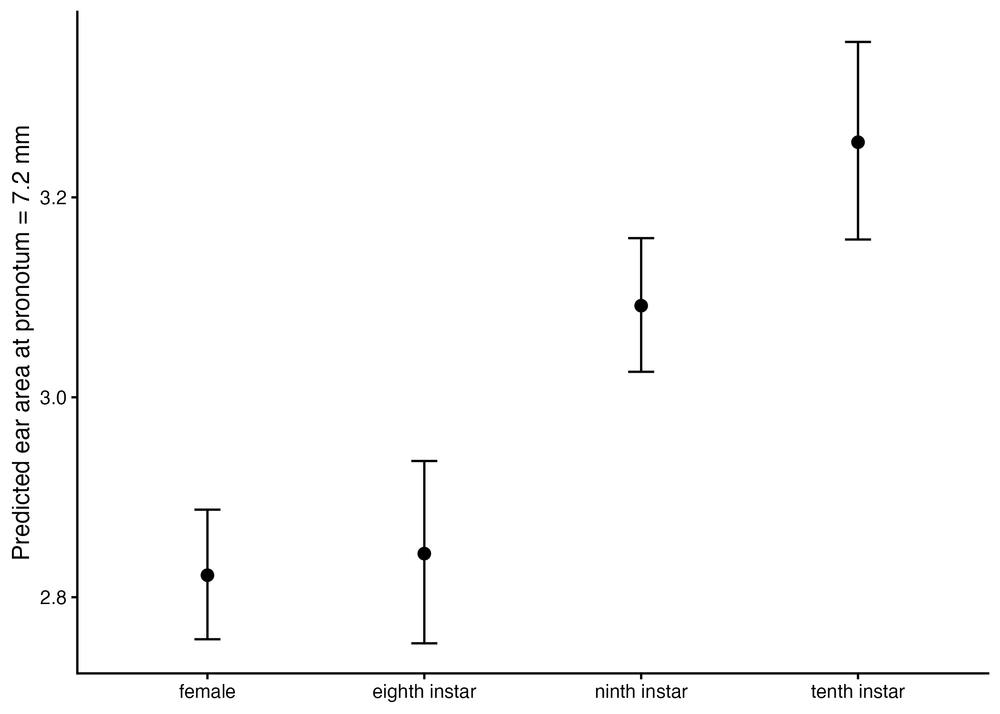 Predicted ear area at pronotum = 7.2 mm
3.2
3.0
2.8
female eighth instar ninth instar tenth instar